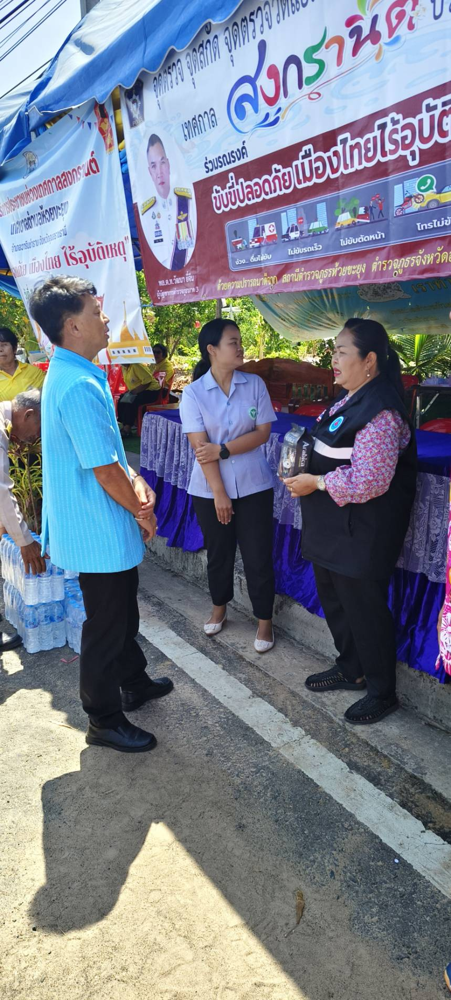 จุดตรวจ จุดสกัด จุดตรวจวัดแอ
เทศกาล สงกรานต์
ร่วมรณรงค์
ขับขี่ปลอดภัย เมืองไทยไร้อุบัติ
ง่วง... ดื่มไม่ขับ
ไม่ขับรถเร็ว
ไม่ขับตัดหน้า
โทรไม่ขับ
พล.ต.ท.วัฒนา ยี่จีน
ผู้บัญชาการตำรวจภูธรภาค 3
ด้วยความปรารถนาดีจาก สถานีตำรวจภูธรห้วยขะยุง ตำรวจภูธรจังหวัด
POLICE
การประชาชนช่วงเทศกาลสงกรานต์
เทศบาลตำบลห้วยขะยุง
อำเภอวารินชำราบ จังหวัดอุบลราชธานี
ภัย เมืองไทย ไร้อุบัติเหตุ"
Arabica